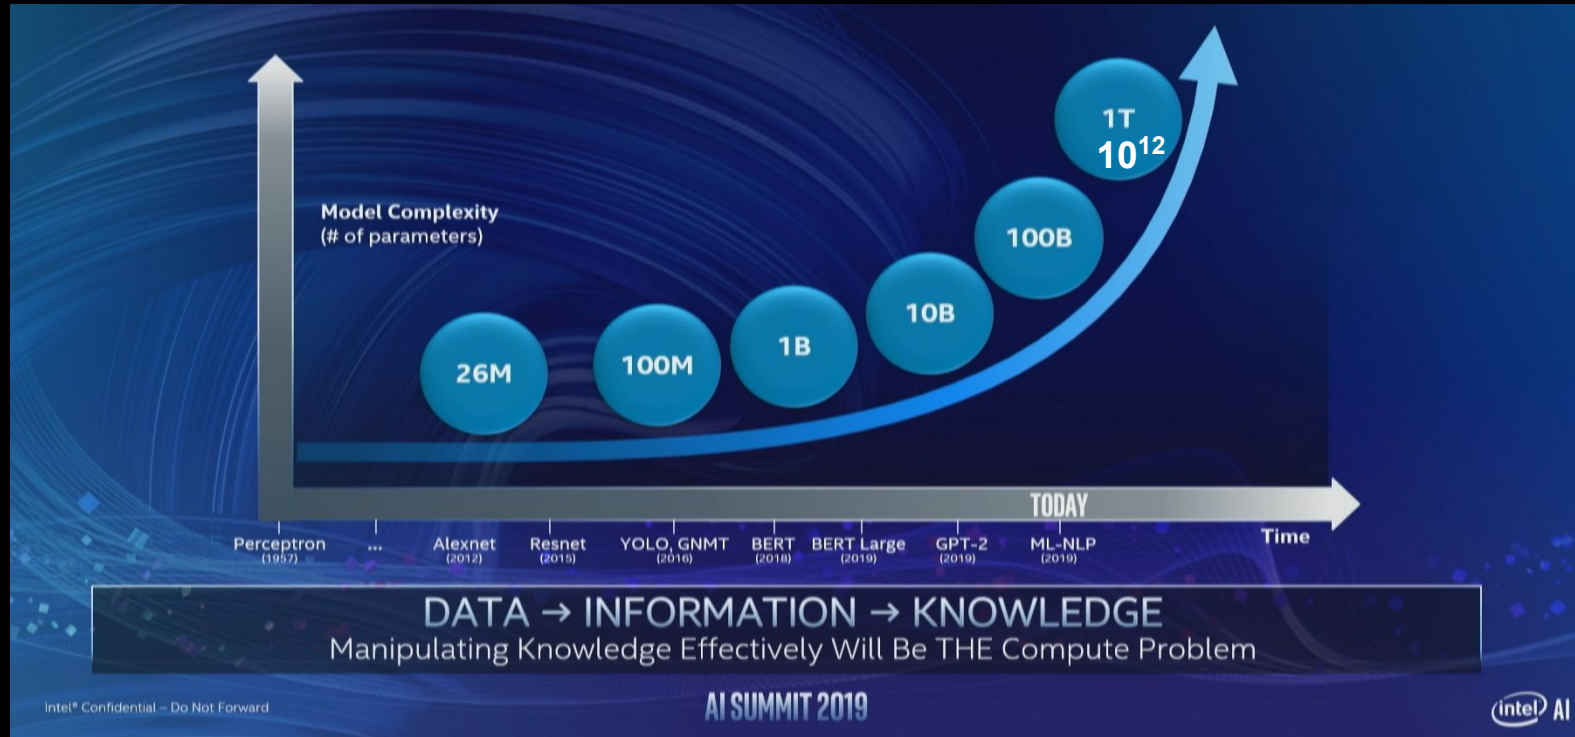 1T
10¹²
Model Complexity
(# of parameters)
100B
10B
1B
100M
26M
TODAY
Time
Perceptron
(1957)
...
Alexnet
(2012)
Resnet
(2015)
YOLO, GNMT
(2016)
BERT
(2018)
BERT Large
(2019)
GPT-2
(2019)
ML-NLP
(2019)
DATA → INFORMATION → KNOWLEDGE
Manipulating Knowledge Effectively Will Be THE Compute Problem
Intel® Confidential – Do Not Forward
AI SUMMIT 2019
intel AI